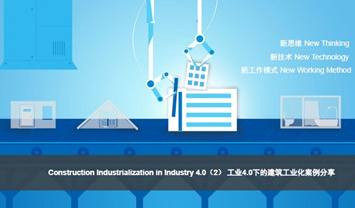 新思维 New Thinking
新技术 New Technology
新工作模式 New Working Method
Construction Industrialization in Industry 4.0（2） 工业4.0下的建筑工业化案例分享